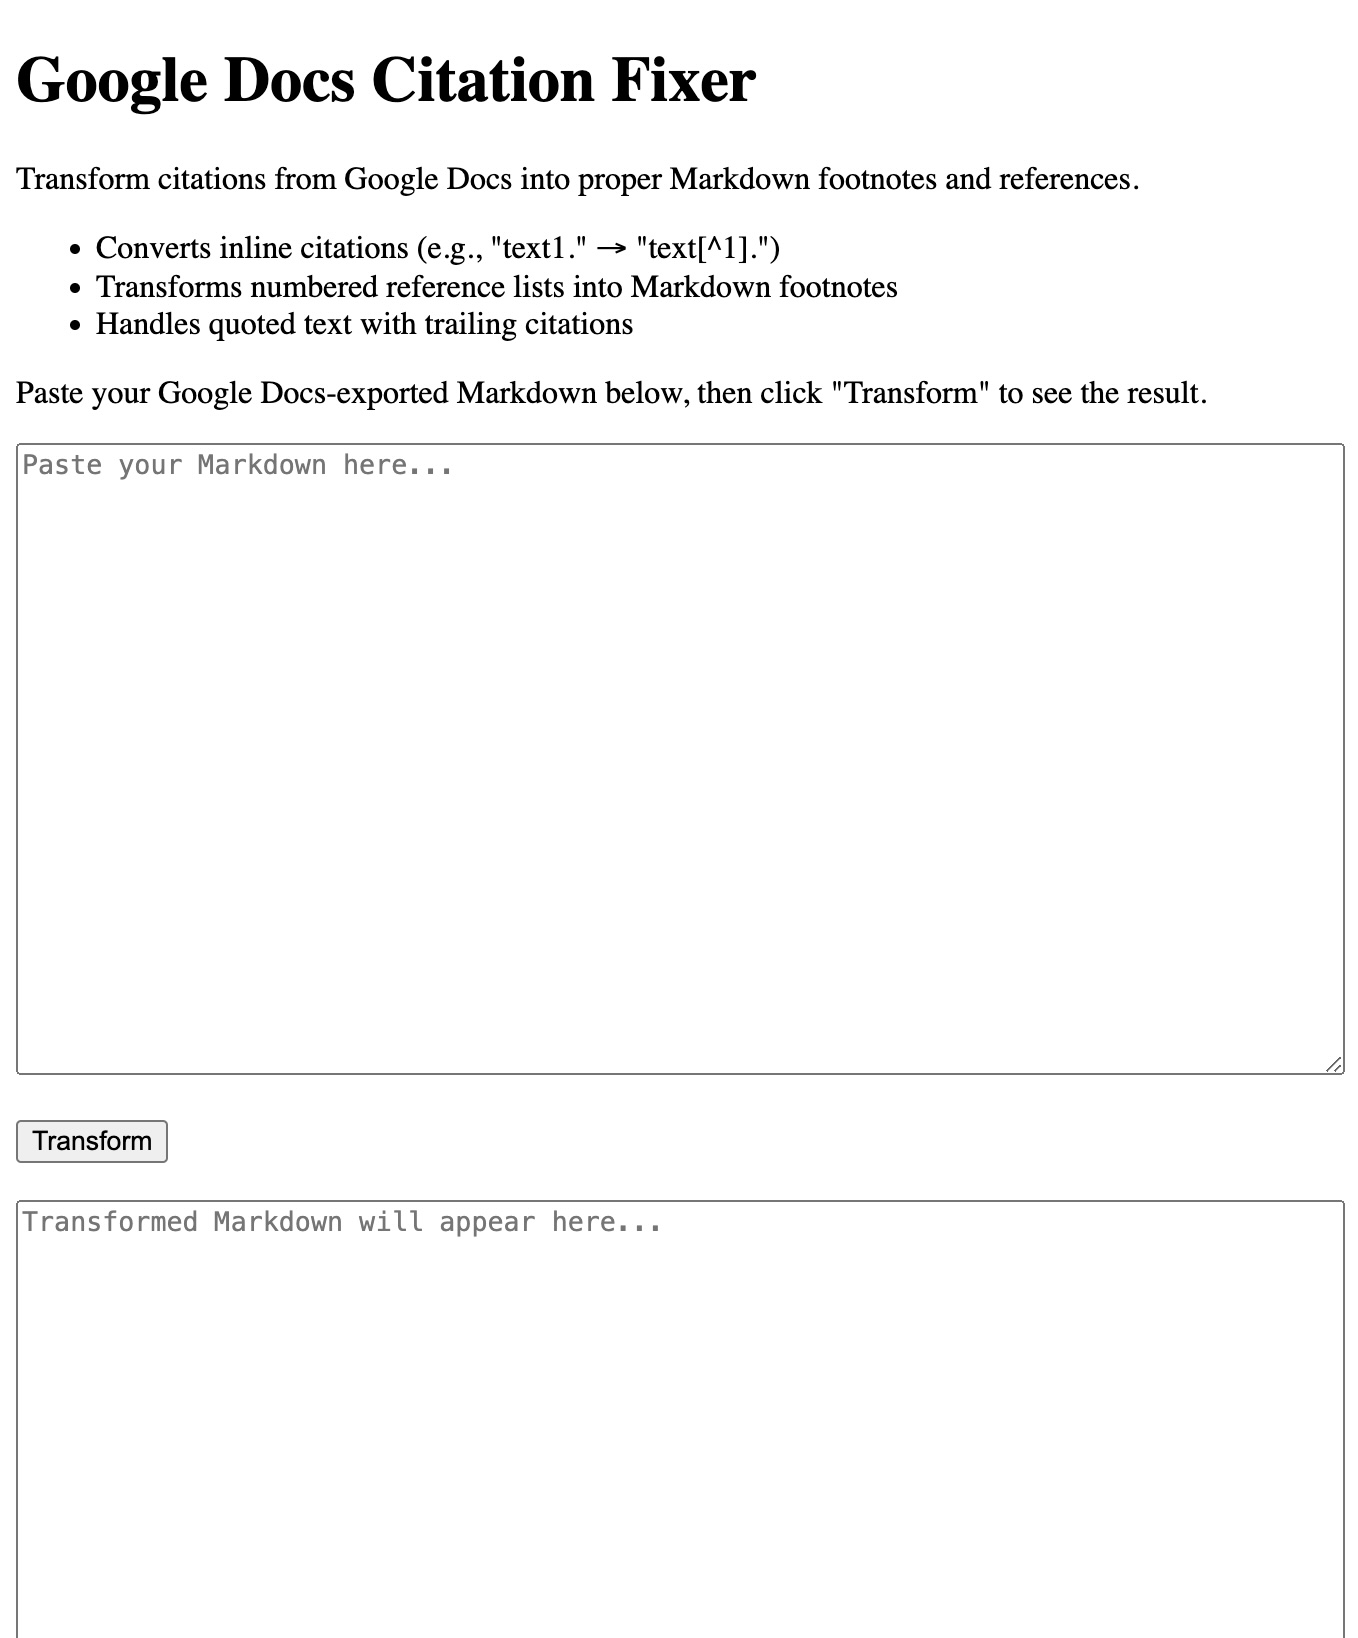 Google Docs Citation Fixer
Transform citations from Google Docs into proper Markdown footnotes and references.
• Converts inline citations (e.g., "text1." → "text[^1].")
• Transforms numbered reference lists into Markdown footnotes
• Handles quoted text with trailing citations
Paste your Google Docs-exported Markdown below, then click "Transform" to see the result.
Paste your Markdown here...
Transform
Transformed Markdown will appear here...